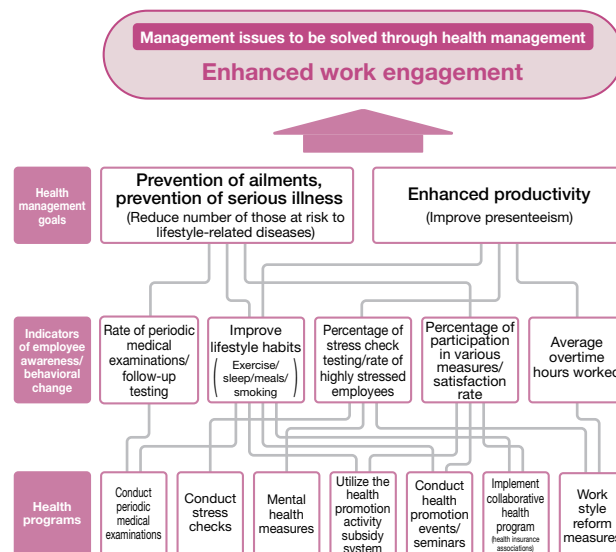 Management issues to be solved through health management
Enhanced work engagement
Health
management
goals
Prevention of ailments,
prevention of serious illness
(Reduce number of those at risk to
lifestyle-related diseases)
Enhanced productivity
(Improve presenteeism)
Indicators
of employee
awareness/
behavioral
change
Rate of periodic
medical
examinations/
follow-up
testing
Improve
lifestyle habits
(Exercise/
sleep/meals/
smoking)
Percentage of
stress check
testing/rate of
highly stressed
employees
Percentage of
participation
in various
measures/
satisfaction
rate
Average
overtime
hours worked
Health
programs
Conduct
periodic
medical
examinations
Conduct
stress
checks
Mental
health
measures
Utilize the
health
promotion
activity
subsidy
system
Conduct
health
promotion
events/
seminars
Implement
collaborative
health
program
(health insurance
associations)
Work
style
reform
measures